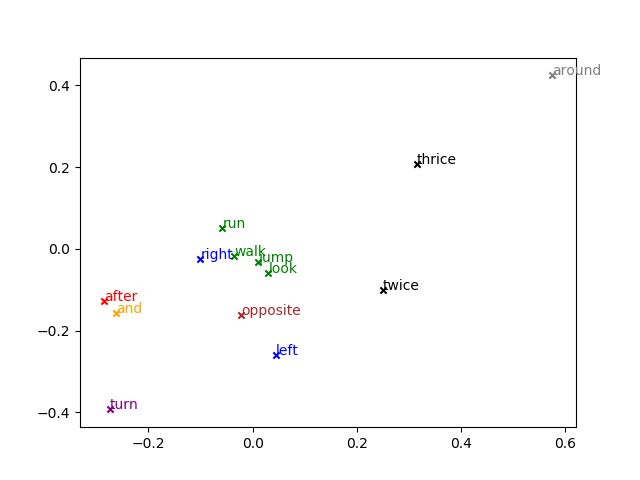 around
0.4
thrice
0.2
run
0.0
right
walk
jump
look
after
and
twice
opposite
−0.2
left
turn
−0.4
−0.2
0.0
0.2
0.4
0.6